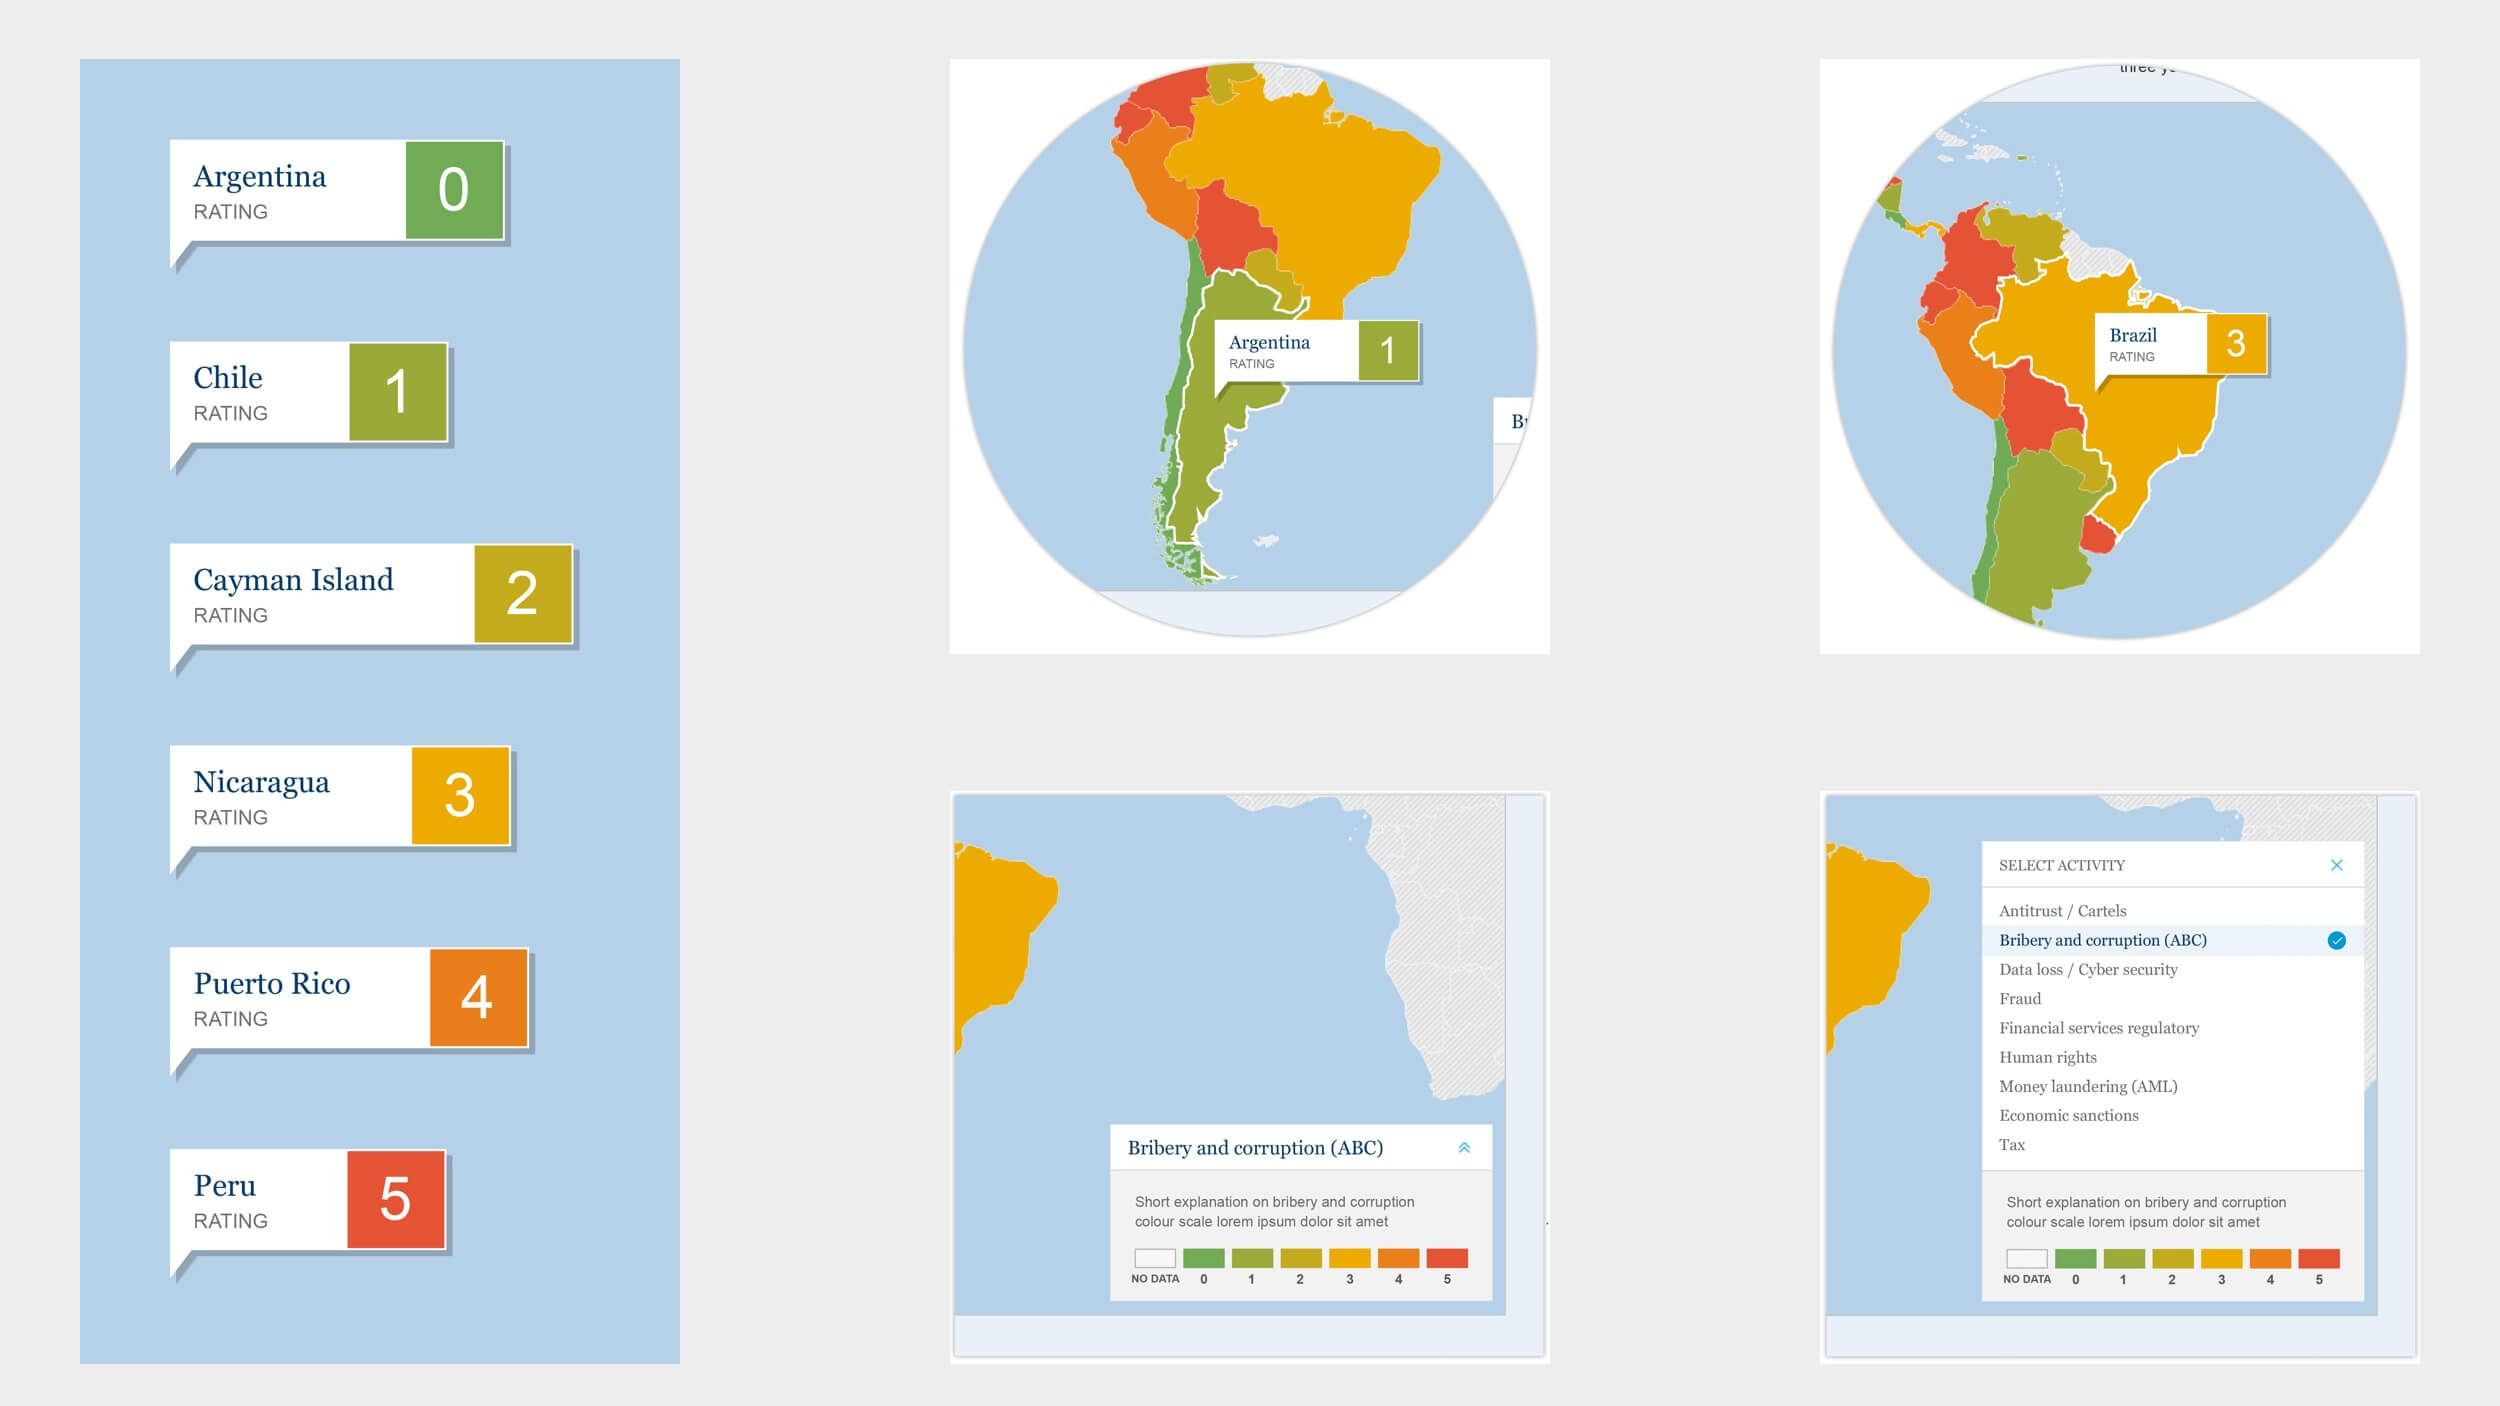 Argentina
RATING
0
Chile
RATING
1
Cayman Island
RATING
2
Nicaragua
RATING
3
Puerto Rico
RATING
4
Peru
RATING
5
Argentina
RATING
1
Brazil
RATING
3
Bribery and corruption (ABC)
Short explanation on bribery and corruption
colour scale lorem ipsum dolor sit amet
NO DATA 0 1 2 3 4 5
SELECT ACTIVITY
Antitrust / Cartels
Bribery and corruption (ABC)
Data loss / Cyber security
Fraud
Financial services regulatory
Human rights
Money laundering (AML)
Economic sanctions
Tax
Short explanation on bribery and corruption
colour scale lorem ipsum dolor sit amet
NO DATA 0 1 2 3 4 5